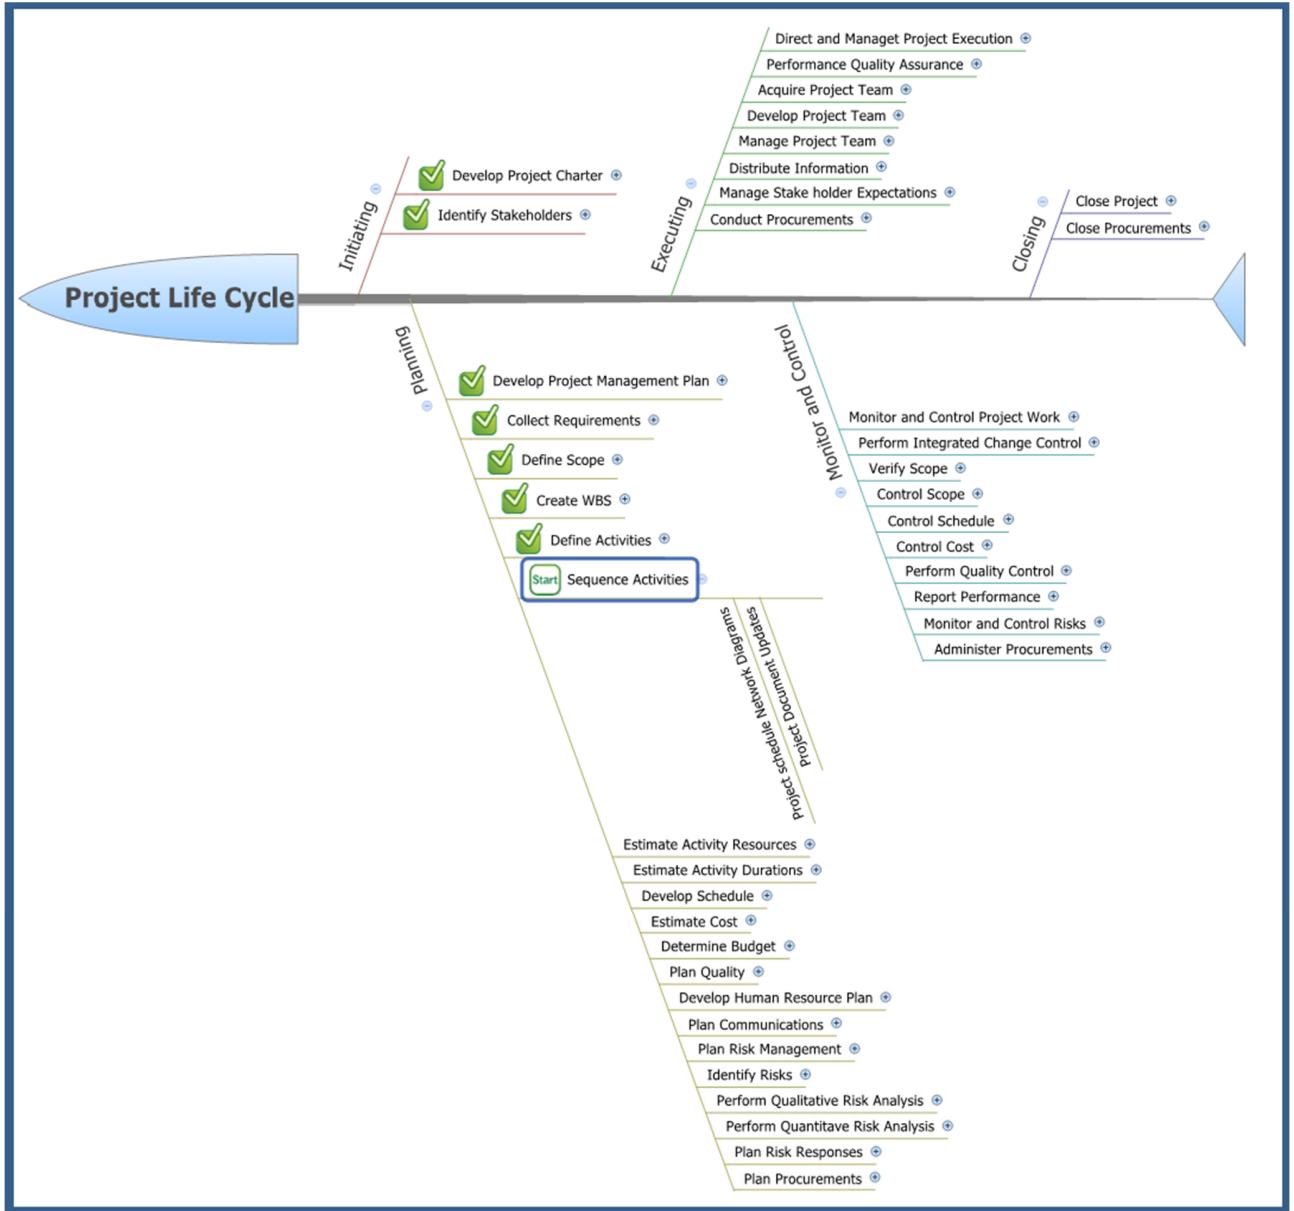 Project Life Cycle
Initiating
Develop Project Charter
Identify Stakeholders
Executing
Direct and Managet Project Execution
Performance Quality Assurance
Acquire Project Team
Develop Project Team
Manage Project Team
Distribute Information
Manage Stake holder Expectations
Conduct Procurements
Closing
Close Project
Close Procurements
Planning
Develop Project Management Plan
Collect Requirements
Define Scope
Create WBS
Define Activities
Start Sequence Activities
Project schedule Network Diagrams
Project Document Updates
Estimate Activity Resources
Estimate Activity Durations
Develop Schedule
Estimate Cost
Determine Budget
Plan Quality
Develop Human Resource Plan
Plan Communications
Plan Risk Management
Identify Risks
Perform Qualitative Risk Analysis
Perform Quantitave Risk Analysis
Plan Risk Responses
Plan Procurements
Monitor and Control
Monitor and Control Project Work
Perform Integrated Change Control
Verify Scope
Control Scope
Control Schedule
Control Cost
Perform Quality Control
Report Performance
Monitor and Control Risks
Administer Procurements